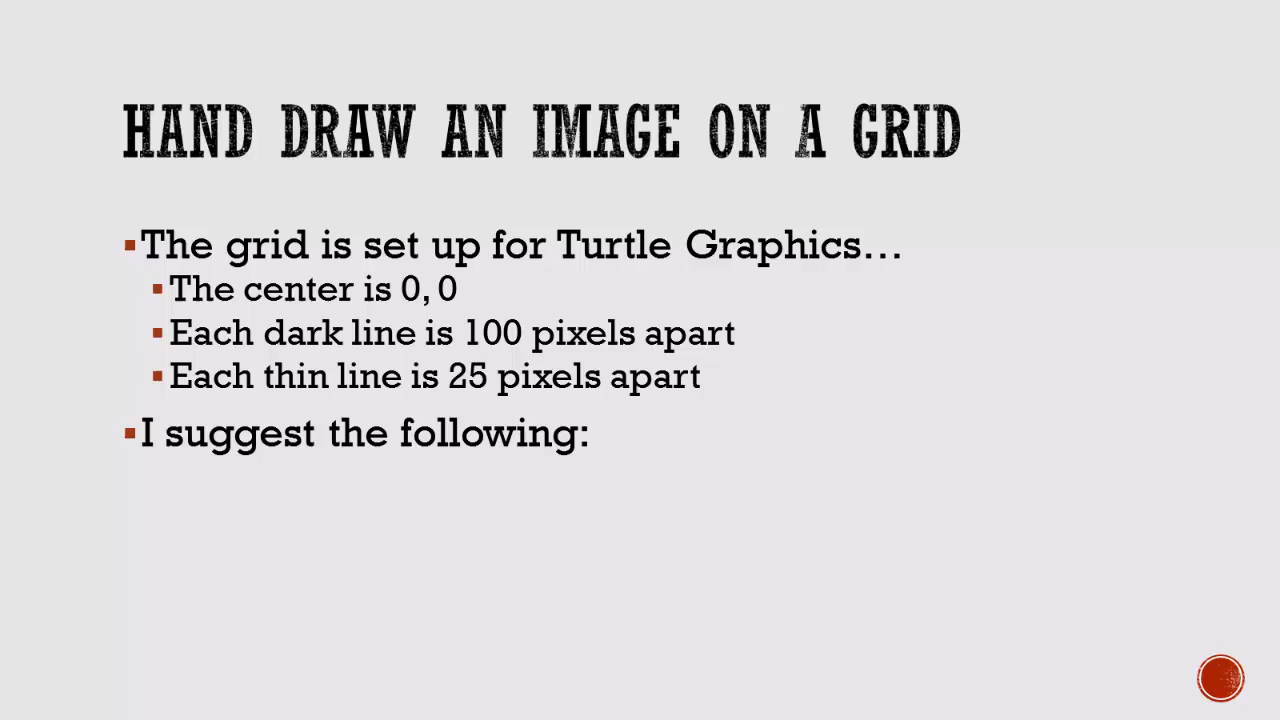 HAND DRAW AN IMAGE ON A GRID
▪The grid is set up for Turtle Graphics…
▪The center is 0, 0
▪Each dark line is 100 pixels apart
▪Each thin line is 25 pixels apart
▪I suggest the following: